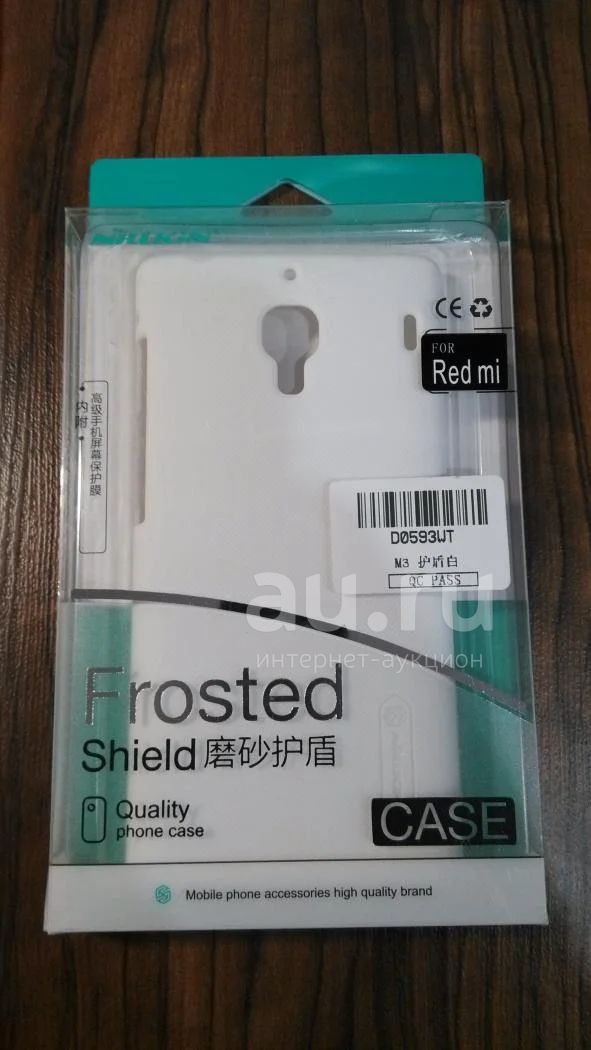 NILLKIN
CE
FOR
Red mi
内附
高级手机屏幕保护膜
D0593WT
M3 护盾白
QC PASS
au.ru
интернет-аукцион
Frosted
Shield 磨砂护盾
Quality
phone case
CASE
Mobile phone accessories high quality brand